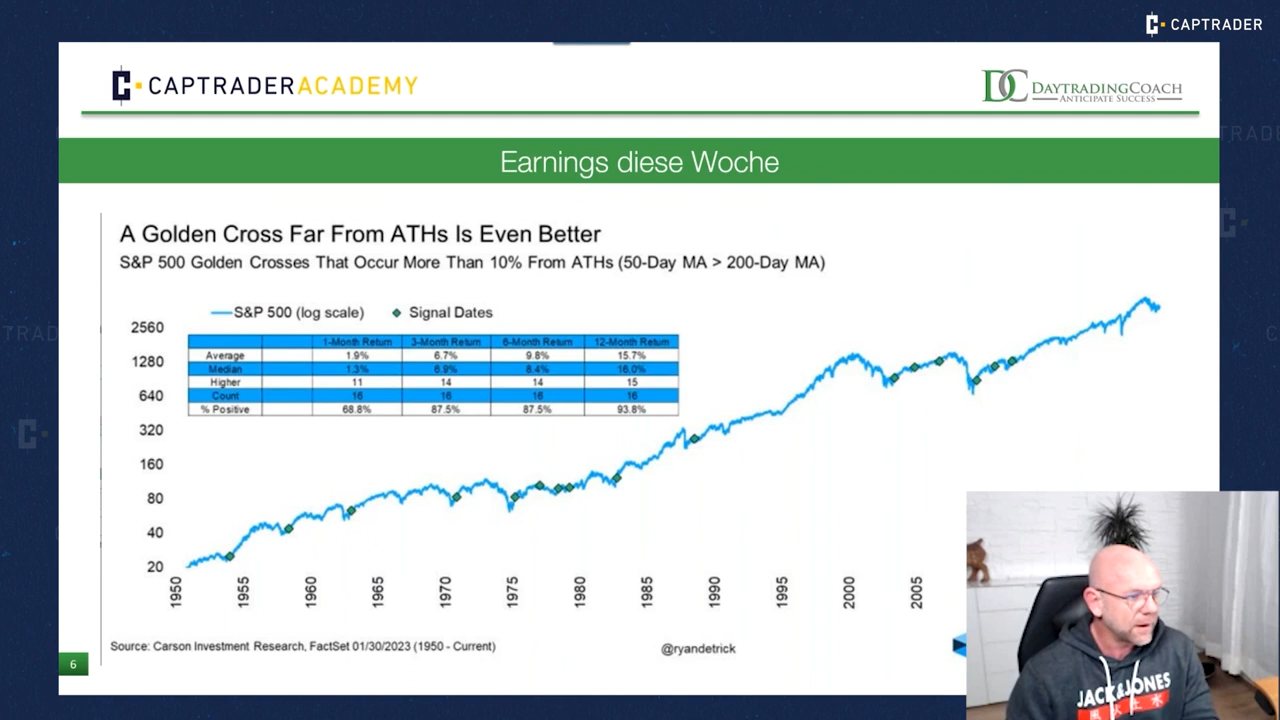 CAPTRADER
CAPTRADERACADEMY
DC DAYTRADINGCOACH
ANTICIPATE SUCCESS
Earnings diese Woche
A Golden Cross Far From ATHs Is Even Better
S&P 500 Golden Crosses That Occur More Than 10% From ATHs (50-Day MA > 200-Day MA)
S&P 500 (log scale) Signal Dates
1-Month Return 3-Month Return 6-Month Return 12-Month Return
Average 1.9% 6.7% 9.8% 15.7%
Median 1.3% 6.9% 8.4% 16.0%
Higher 11 14 14 15
Count 16 16 16 16
% Positive 68.8% 87.5% 87.5% 93.8%
2560
1280
640
320
160
80
40
20
1950 1955 1960 1965 1970 1975 1980 1985 1990 1995 2000 2005
Source: Carson Investment Research, FactSet 01/30/2023 (1950 - Current)
@ryandetrick
6
JACK&JONES